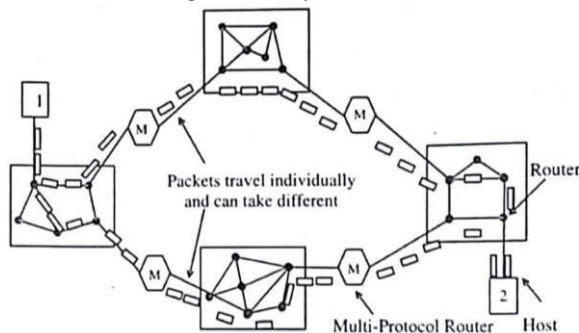 1
M
M
Packets travel individually
and can take different
Router
M
M
2
Multi-Protocol Router
Host